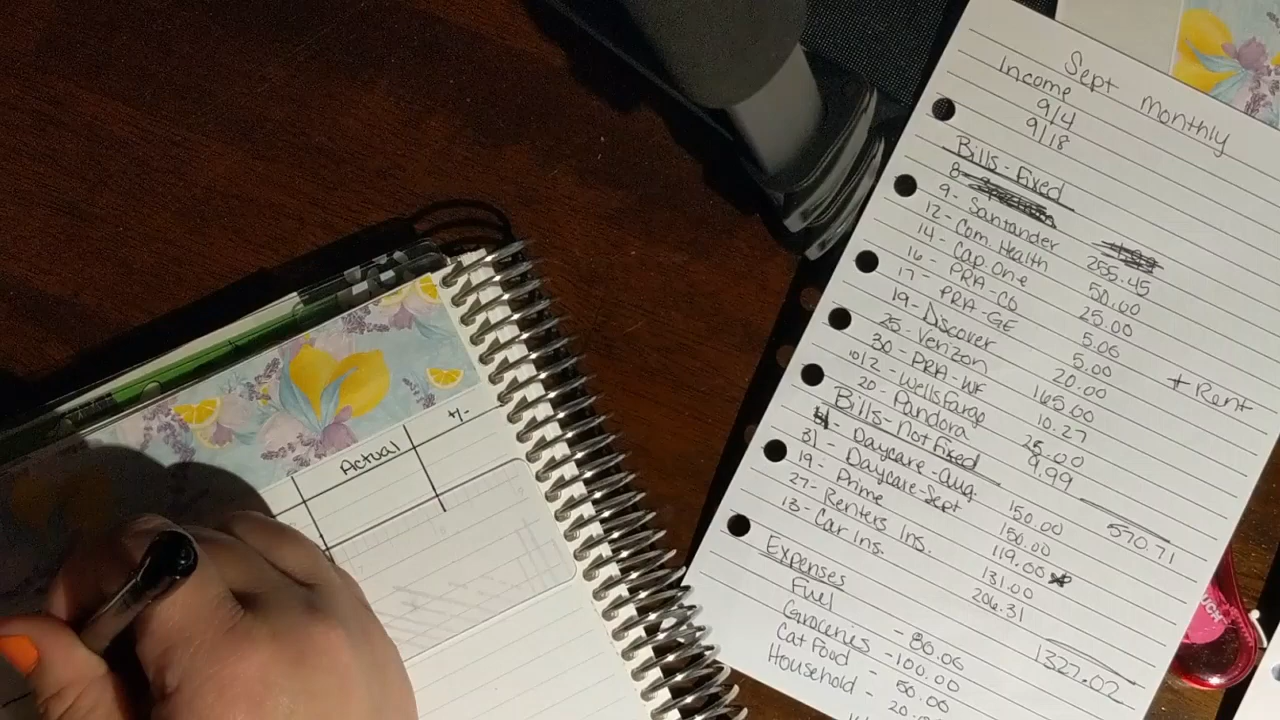 Sept Monthly
Income
9/4
9/18
Bills - Fixed
8-
9- Santander 255.45
12- Com. Health 50.00
14- Cap. One 25.00
16- PRA-CO 5.00
17- PRA-GE 5.00
19- Discover 20.00
25- Verizon 165.00 + Rent
30- PRA-WF 10.27
10/2- Wells Fargo 25.00
20- Pandora 9.99
Bills - Not Fixed 570.71
Daycare - Aug. 150.00
31- Daycare - Sept 150.00
19- Prime 119.00
27- Renters Ins. 131.00
13- Car Ins. 206.31
1327.02
Expenses
Fuel - 80.00
Groceries - 100.00
Cat Food - 50.00
Household - 20.
Actual +/-